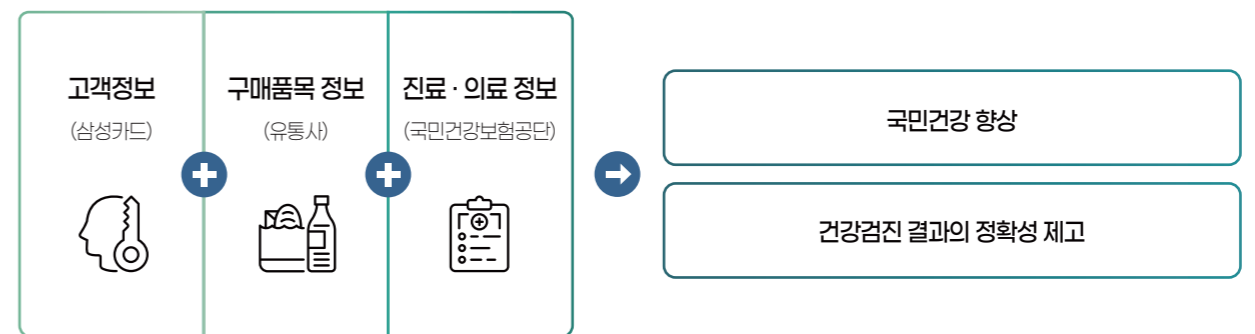 고객정보
(삼성카드)
구매품목 정보
(유통사)
진료 · 의료 정보
(국민건강보험공단)
국민건강 향상
건강검진 결과의 정확성 제고